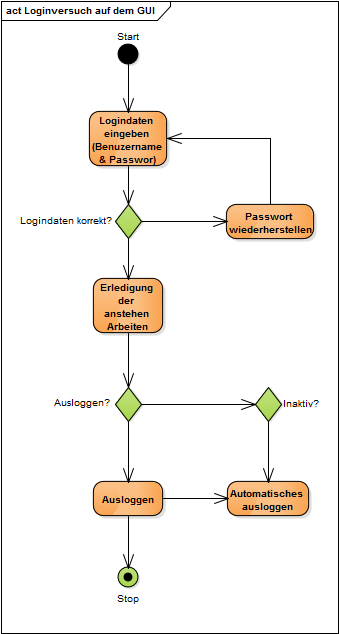 act Loginversuch auf dem GUI
Start
Logindaten
eingeben
(Benuzername
& Passwor)
Logindaten korrekt?
Passwort
wiederherstellen
Erledigung
der
anstehen
Arbeiten
Ausloggen?
Inaktiv?
Ausloggen
Automatisches
ausloggen
Stop